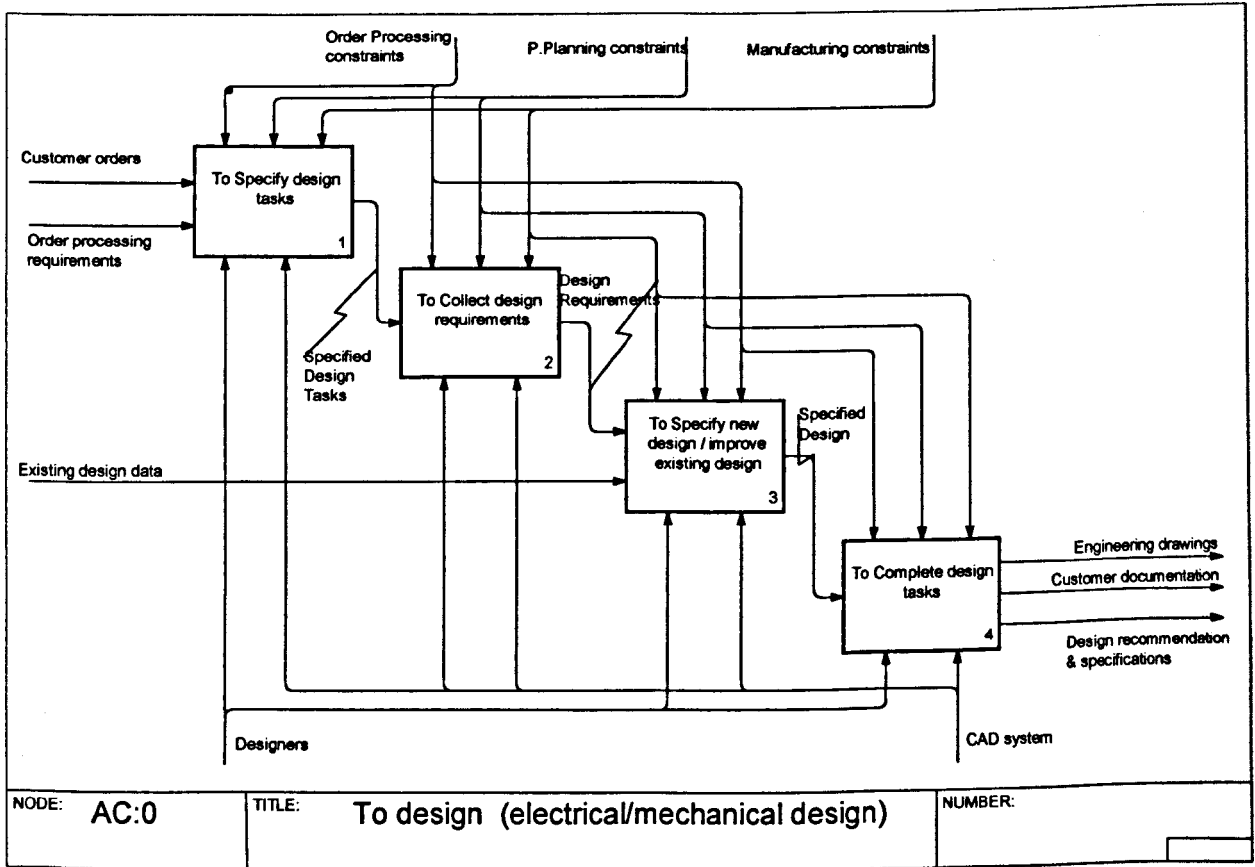 Order Processing
constraints
P.Planning constraints
Manufacturing constraints
Customer orders
To Specify design
tasks
1
Order processing
requirements
To Collect design
requirements
2
Design
Requirements
Specified
Design
Tasks
To Specify new
design / improve
existing design
3
Specified
Design
Existing design data
To Complete design
tasks
4
Engineering drawings
Customer documentation
Design recommendation
& specifications
Designers
CAD system
NODE: AC:0
TITLE: To design (electrical/mechanical design)
NUMBER: